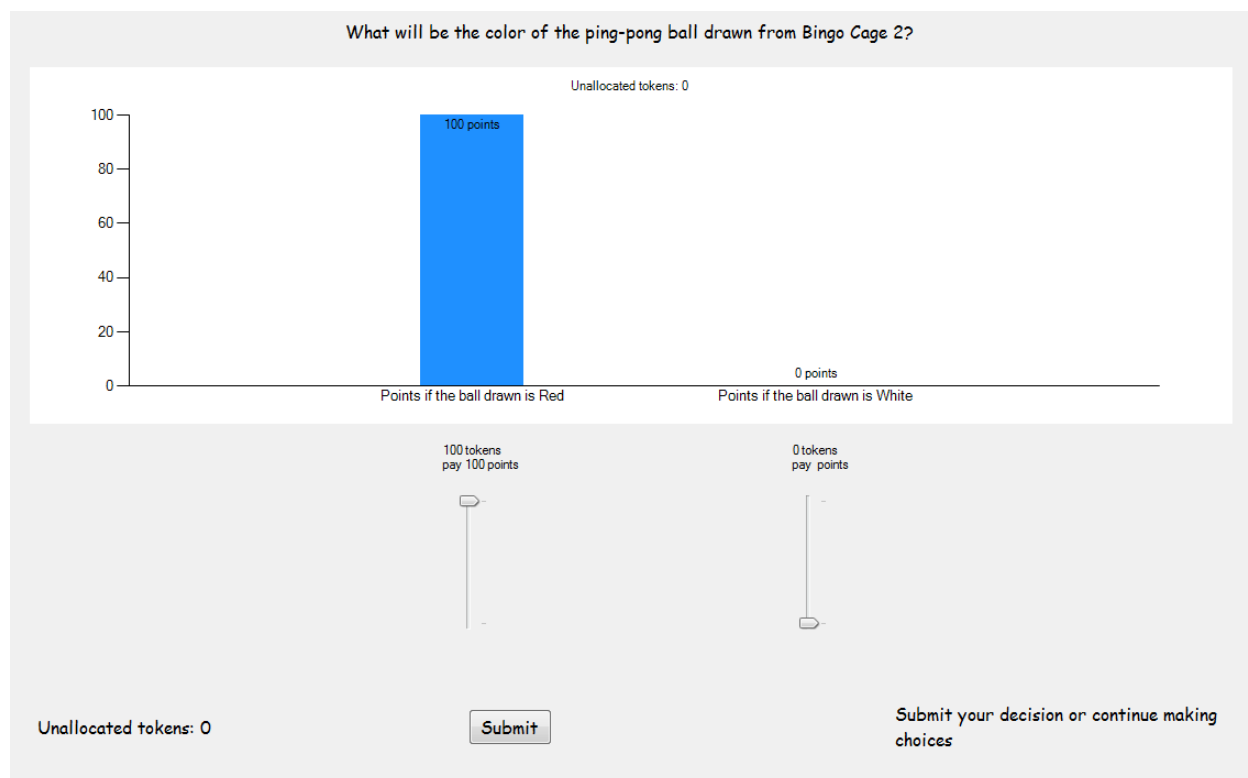 What will be the color of the ping-pong ball drawn from Bingo Cage 2?
Unallocated tokens: 0
100
100 points
80
60
40
20
0
0 points
Points if the ball drawn is Red
Points if the ball drawn is White
100 tokens
pay 100 points
0 tokens
pay points
Unallocated tokens: 0
Submit
Submit your decision or continue making
choices